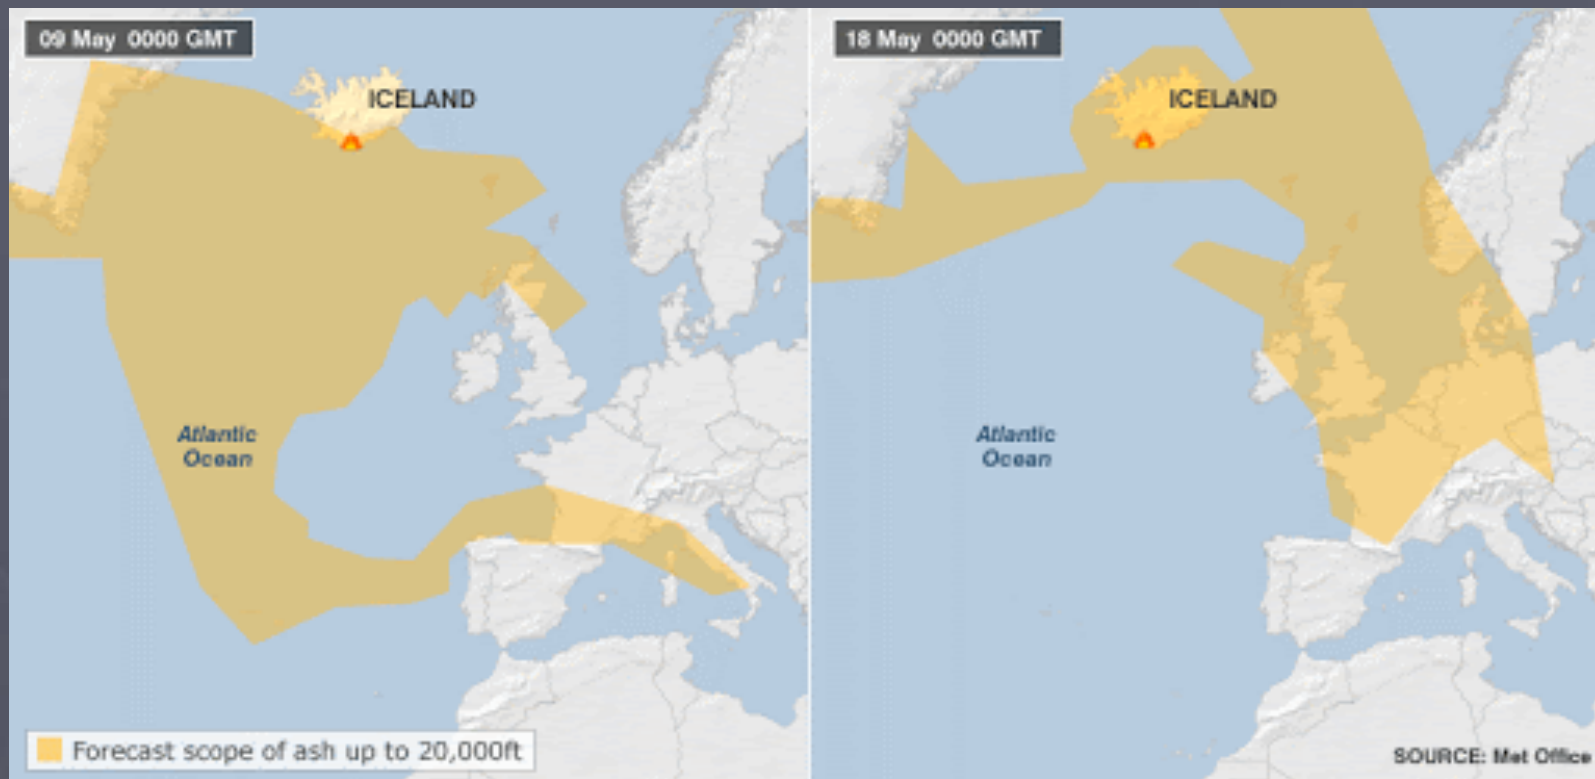 09 May 0000 GMT
ICELAND
Atlantic
Ocean
Forecast scope of ash up to 20,000ft
18 May 0000 GMT
ICELAND
Atlantic
Ocean
SOURCE: Met Office